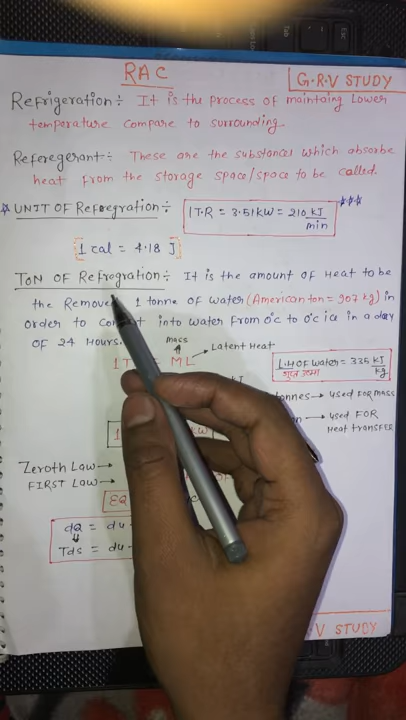 RAC
G.R.V STUDY
Refrigeration ÷ It is the process of maintaing Lower
temperature compare to surrounding.
Referegerant :- These are the substances which absorbe
heat from the storage space/space to be called.
* UNIT OF Refregration ÷
1 T.R = 3.51 KW = 210 KJ/min ***
1 cal = 4.18 J
TON OF Refregration ÷ It is the amount of Heat to be
the Remove 1 tonne of water (American ton = 907 kg) in
order to into water From 0°c to 0°c ice in a day
OF 24 Hours.
mass
Latent Heat
1 T = ML
L.H OF water = 335 KJ/kg
गुप्त उष्मा
tonnes → used FOR MASS
→ used FOR
Heat transfer
Zeroth Law →
FIRST Law →
dQ = du
Tds = du
V STUDY